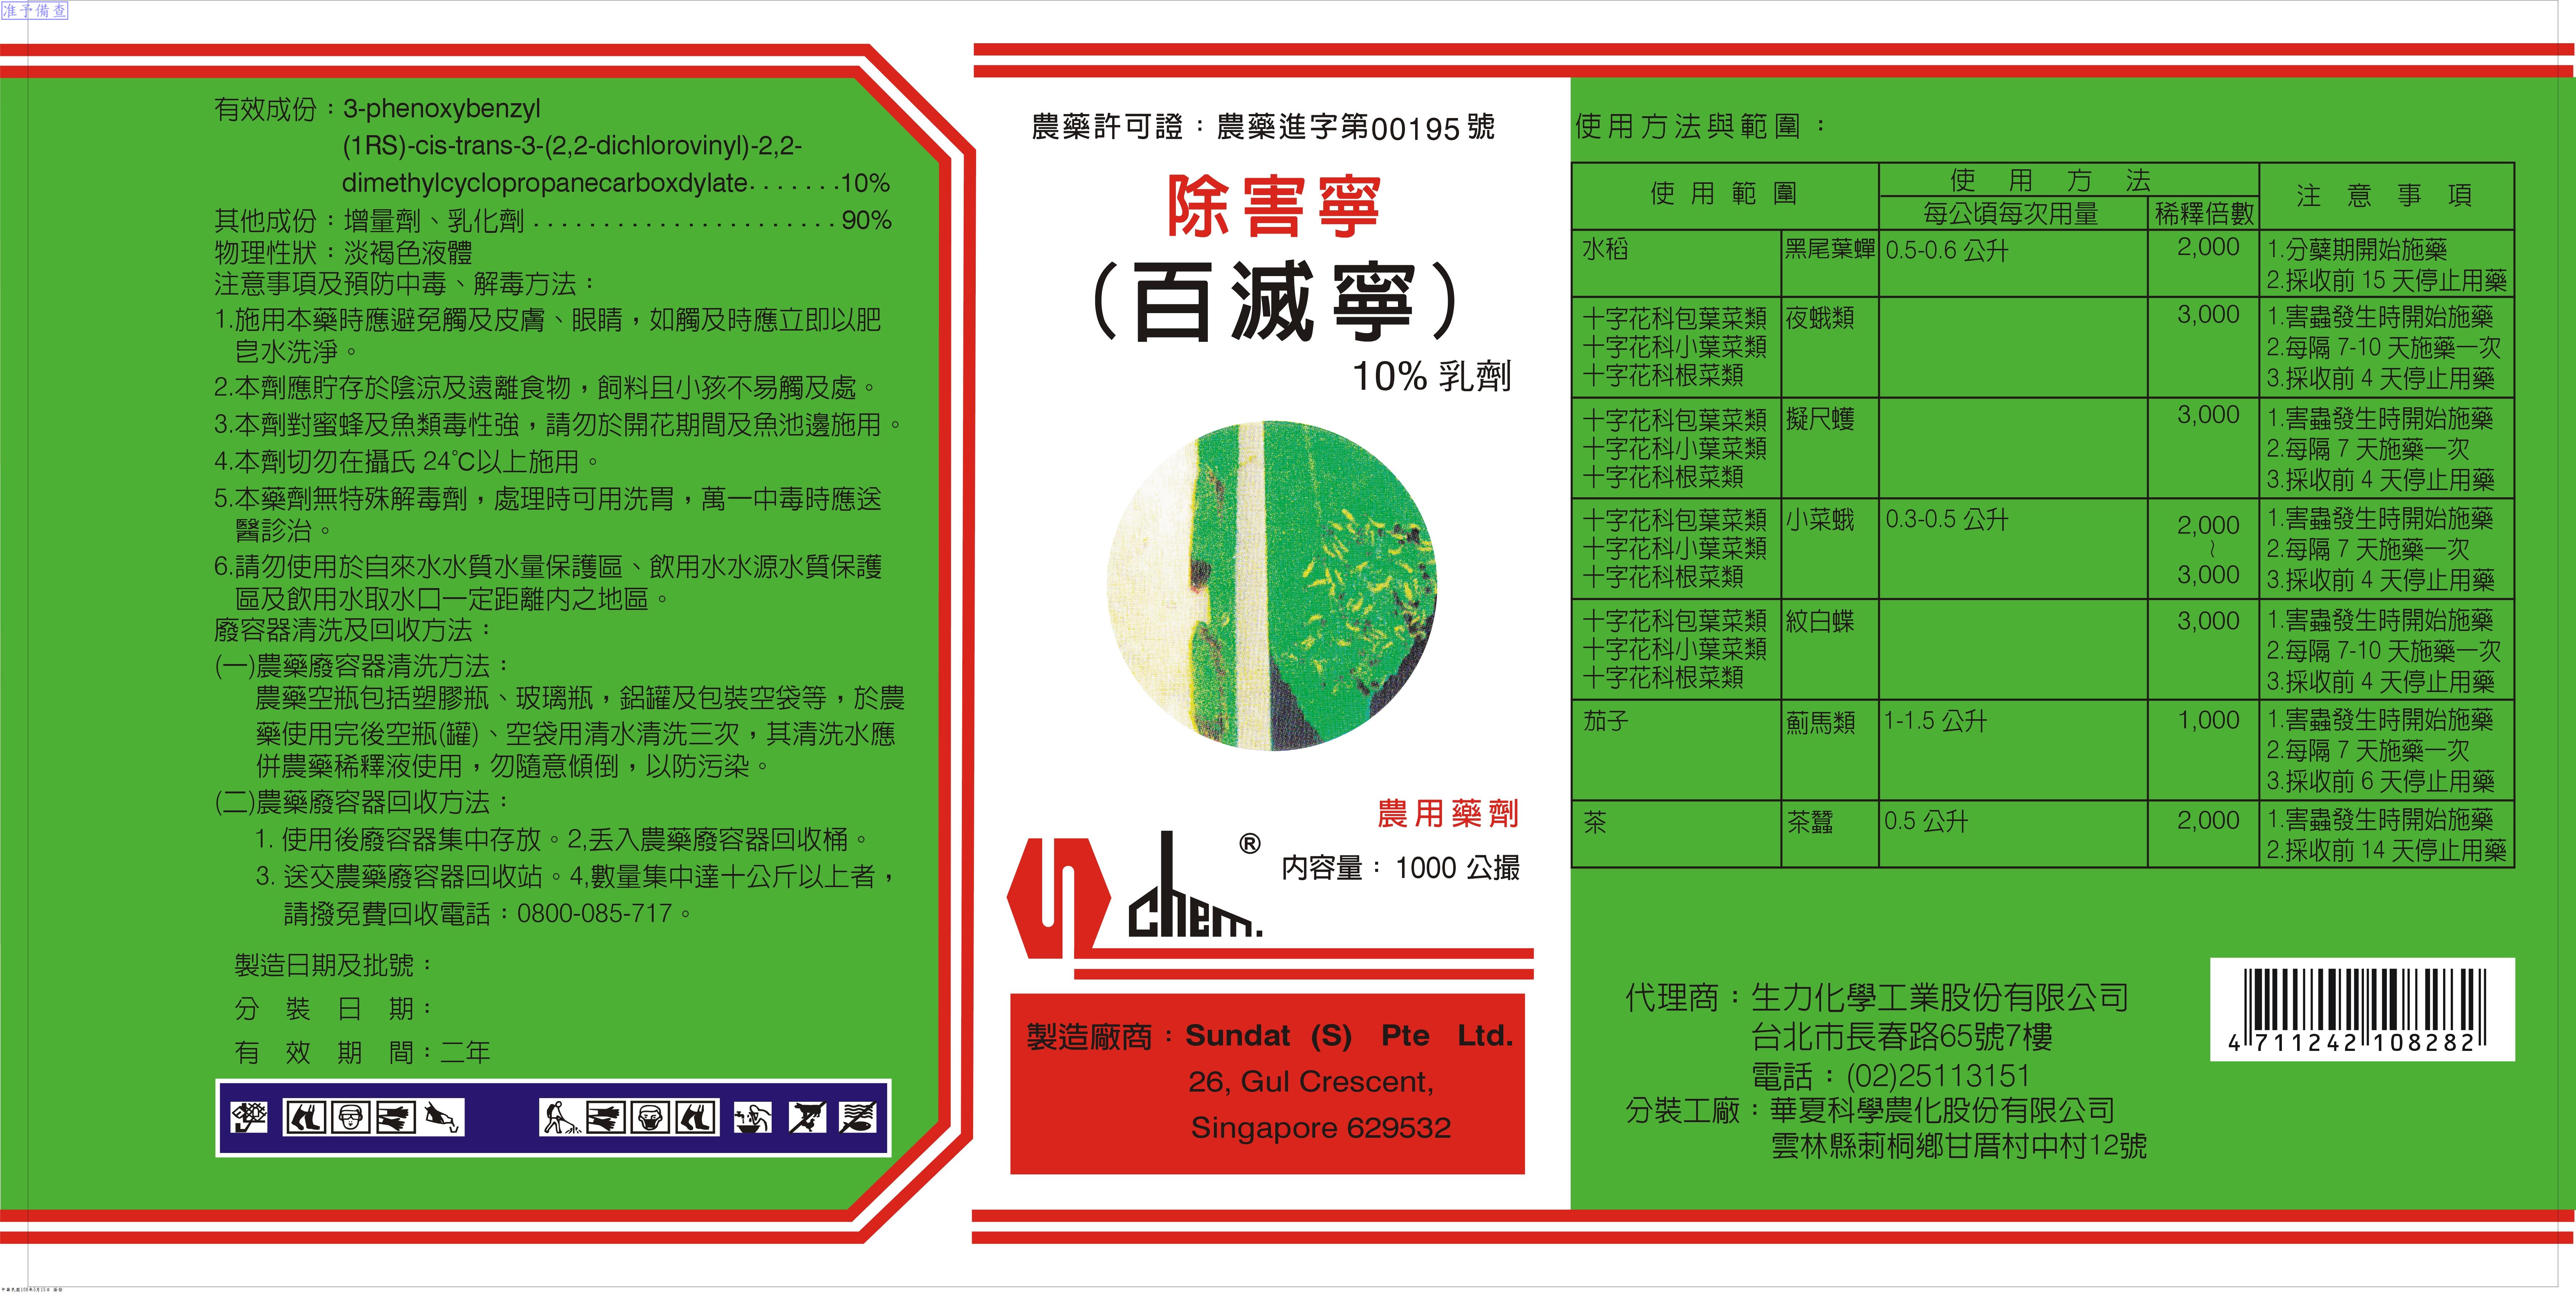 准予備查
有效成份：3-phenoxybenzyl
(1RS)-cis-trans-3-(2,2-dichlorovinyl)-2,2-
dimethylcyclopropanecarboxdylate.......10%
其他成份：增量劑、乳化劑......................90%
物理性狀：淡褐色液體
注意事項及預防中毒、解毒方法：
1.施用本藥時應避免觸及皮膚、眼睛，如觸及時應立即以肥
皂水洗淨。
2.本劑應貯存於陰涼及遠離食物，飼料且小孩不易觸及處。
3.本劑對蜜蜂及魚類毒性強，請勿於開花期間及魚池邊施用。
4.本劑切勿在攝氏 24℃以上施用。
5.本藥劑無特殊解毒劑，處理時可用洗胃，萬一中毒時應送
醫診治。
6.請勿使用於自來水水質水量保護區、飲用水水源水質保護
區及飲用水取水口一定距離內之地區。
廢容器清洗及回收方法：
(一)農藥廢容器清洗方法：
農藥空瓶包括塑膠瓶、玻璃瓶，鋁罐及包裝空袋等，於農
藥使用完後空瓶(罐)、空袋用清水清洗三次，其清洗水應
併農藥稀釋液使用，勿隨意傾倒，以防污染。
(二)農藥廢容器回收方法：
1. 使用後廢容器集中存放。2,丟入農藥廢容器回收桶。
3. 送交農藥廢容器回收站。4,數量集中達十公斤以上者，
請撥免費回收電話：0800-085-717。
製造日期及批號：
分 裝 日 期：
有 效 期 間：二年
農藥許可證：農藥進字第00195號
除害寧
(百滅寧)
10% 乳劑
農用藥劑
chem. ®
內容量： 1000 公撮
製造廠商：Sundat (S) Pte Ltd.
26, Gul Crescent,
Singapore 629532
使用方法與範圍：
使 用 範 圍 使 用 方 法 注 意 事 項
每公頃每次用量 稀釋倍數
水稻 黑尾葉蟬 0.5-0.6 公升 2,000 1.分蘗期開始施藥
2.採收前 15 天停止用藥
十字花科包葉菜類 夜蛾類 3,000 1.害蟲發生時開始施藥
十字花科小葉菜類 2.每隔 7-10 天施藥一次
十字花科根菜類 3.採收前 4 天停止用藥
十字花科包葉菜類 擬尺蠖 3,000 1.害蟲發生時開始施藥
十字花科小葉菜類 2.每隔 7 天施藥一次
十字花科根菜類 3.採收前 4 天停止用藥
十字花科包葉菜類 小菜蛾 0.3-0.5 公升 2,000 1.害蟲發生時開始施藥
十字花科小葉菜類 ~ 2.每隔 7 天施藥一次
十字花科根菜類 3,000 3.採收前 4 天停止用藥
十字花科包葉菜類 紋白蝶 3,000 1.害蟲發生時開始施藥
十字花科小葉菜類 2.每隔 7-10 天施藥一次
十字花科根菜類 3.採收前 4 天停止用藥
茄子 薊馬類 1-1.5 公升 1,000 1.害蟲發生時開始施藥
2.每隔 7 天施藥一次
3.採收前 6 天停止用藥
茶 茶蠶 0.5 公升 2,000 1.害蟲發生時開始施藥
2.採收前 14 天停止用藥
代理商：生力化學工業股份有限公司
台北市長春路65號7樓
電話：(02)25113151
分裝工廠：華夏科學農化股份有限公司
雲林縣莿桐鄉甘厝村中村12號
4 711242 108282